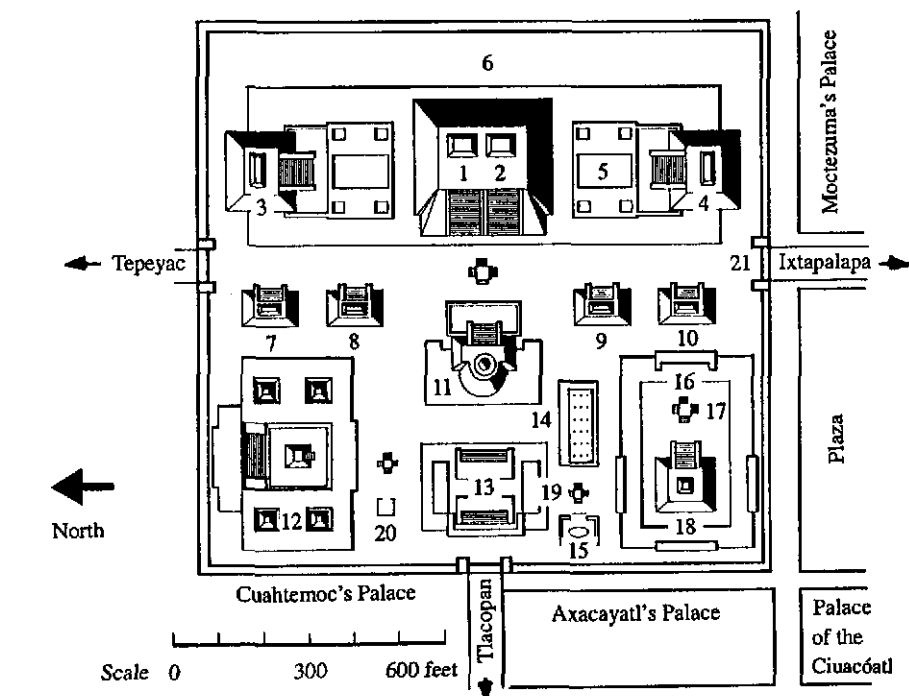 6
1
2
3
5
4
Moctezuma's Palace
Tepeyac
21
Ixtapalapa
7
8
9
10
11
16
17
14
Plaza
13
19
12
20
15
18
North
Cuahtemoc's Palace
Tlacopan
Axacayatl's Palace
Palace
of the
Ciuacóatl
Scale 0 300 600 feet